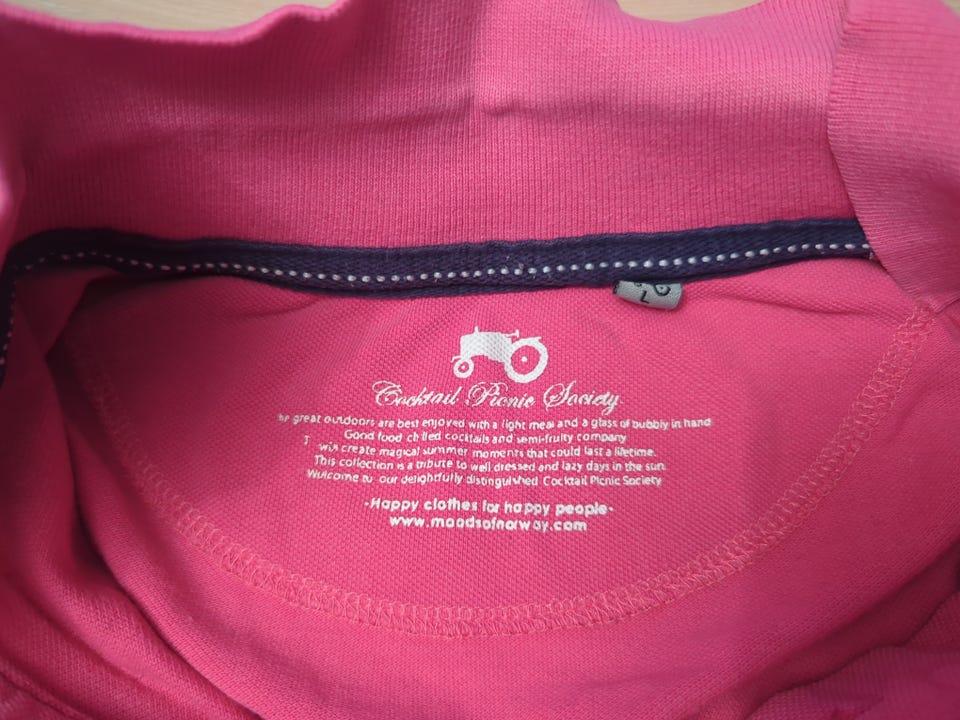 L
Cocktail Picnic Society
he great outdoors are best enjoyed with a light meal and a glass of bubbly in hand
Good food chilled cocktails and semi-fruity company
T will create magical summer moments that could last a lifetime.
This collection is a tribute to well dressed and lazy days in the sun.
Welcome to our delightfully distinguished Cocktail Picnic Society
-Happy clothes for happy people-
www.moodsofnorway.com